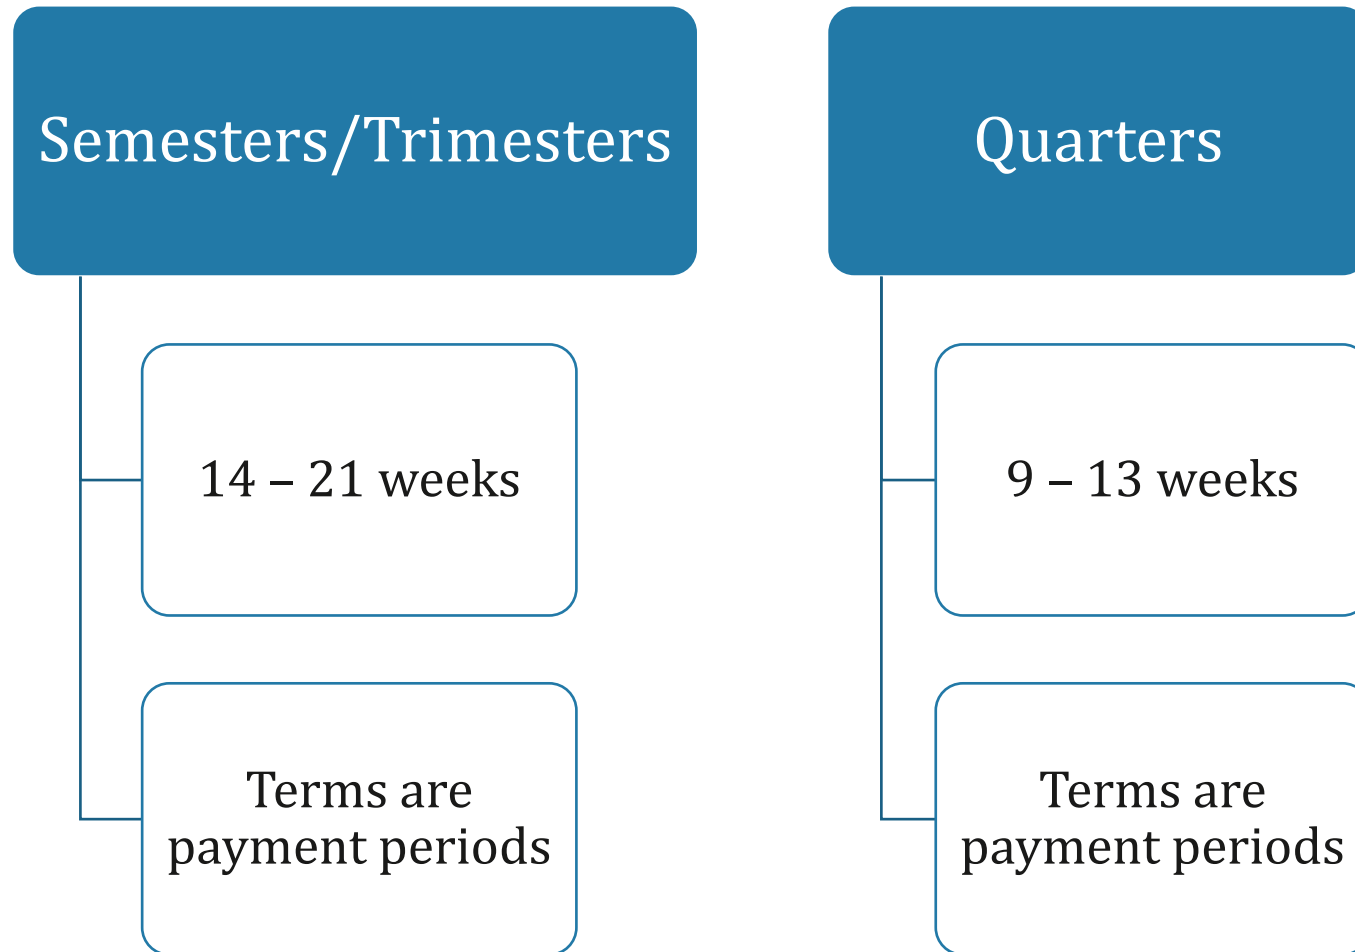 Semesters/Trimesters
14 – 21 weeks
Terms are
payment periods
Quarters
9 – 13 weeks
Terms are
payment periods